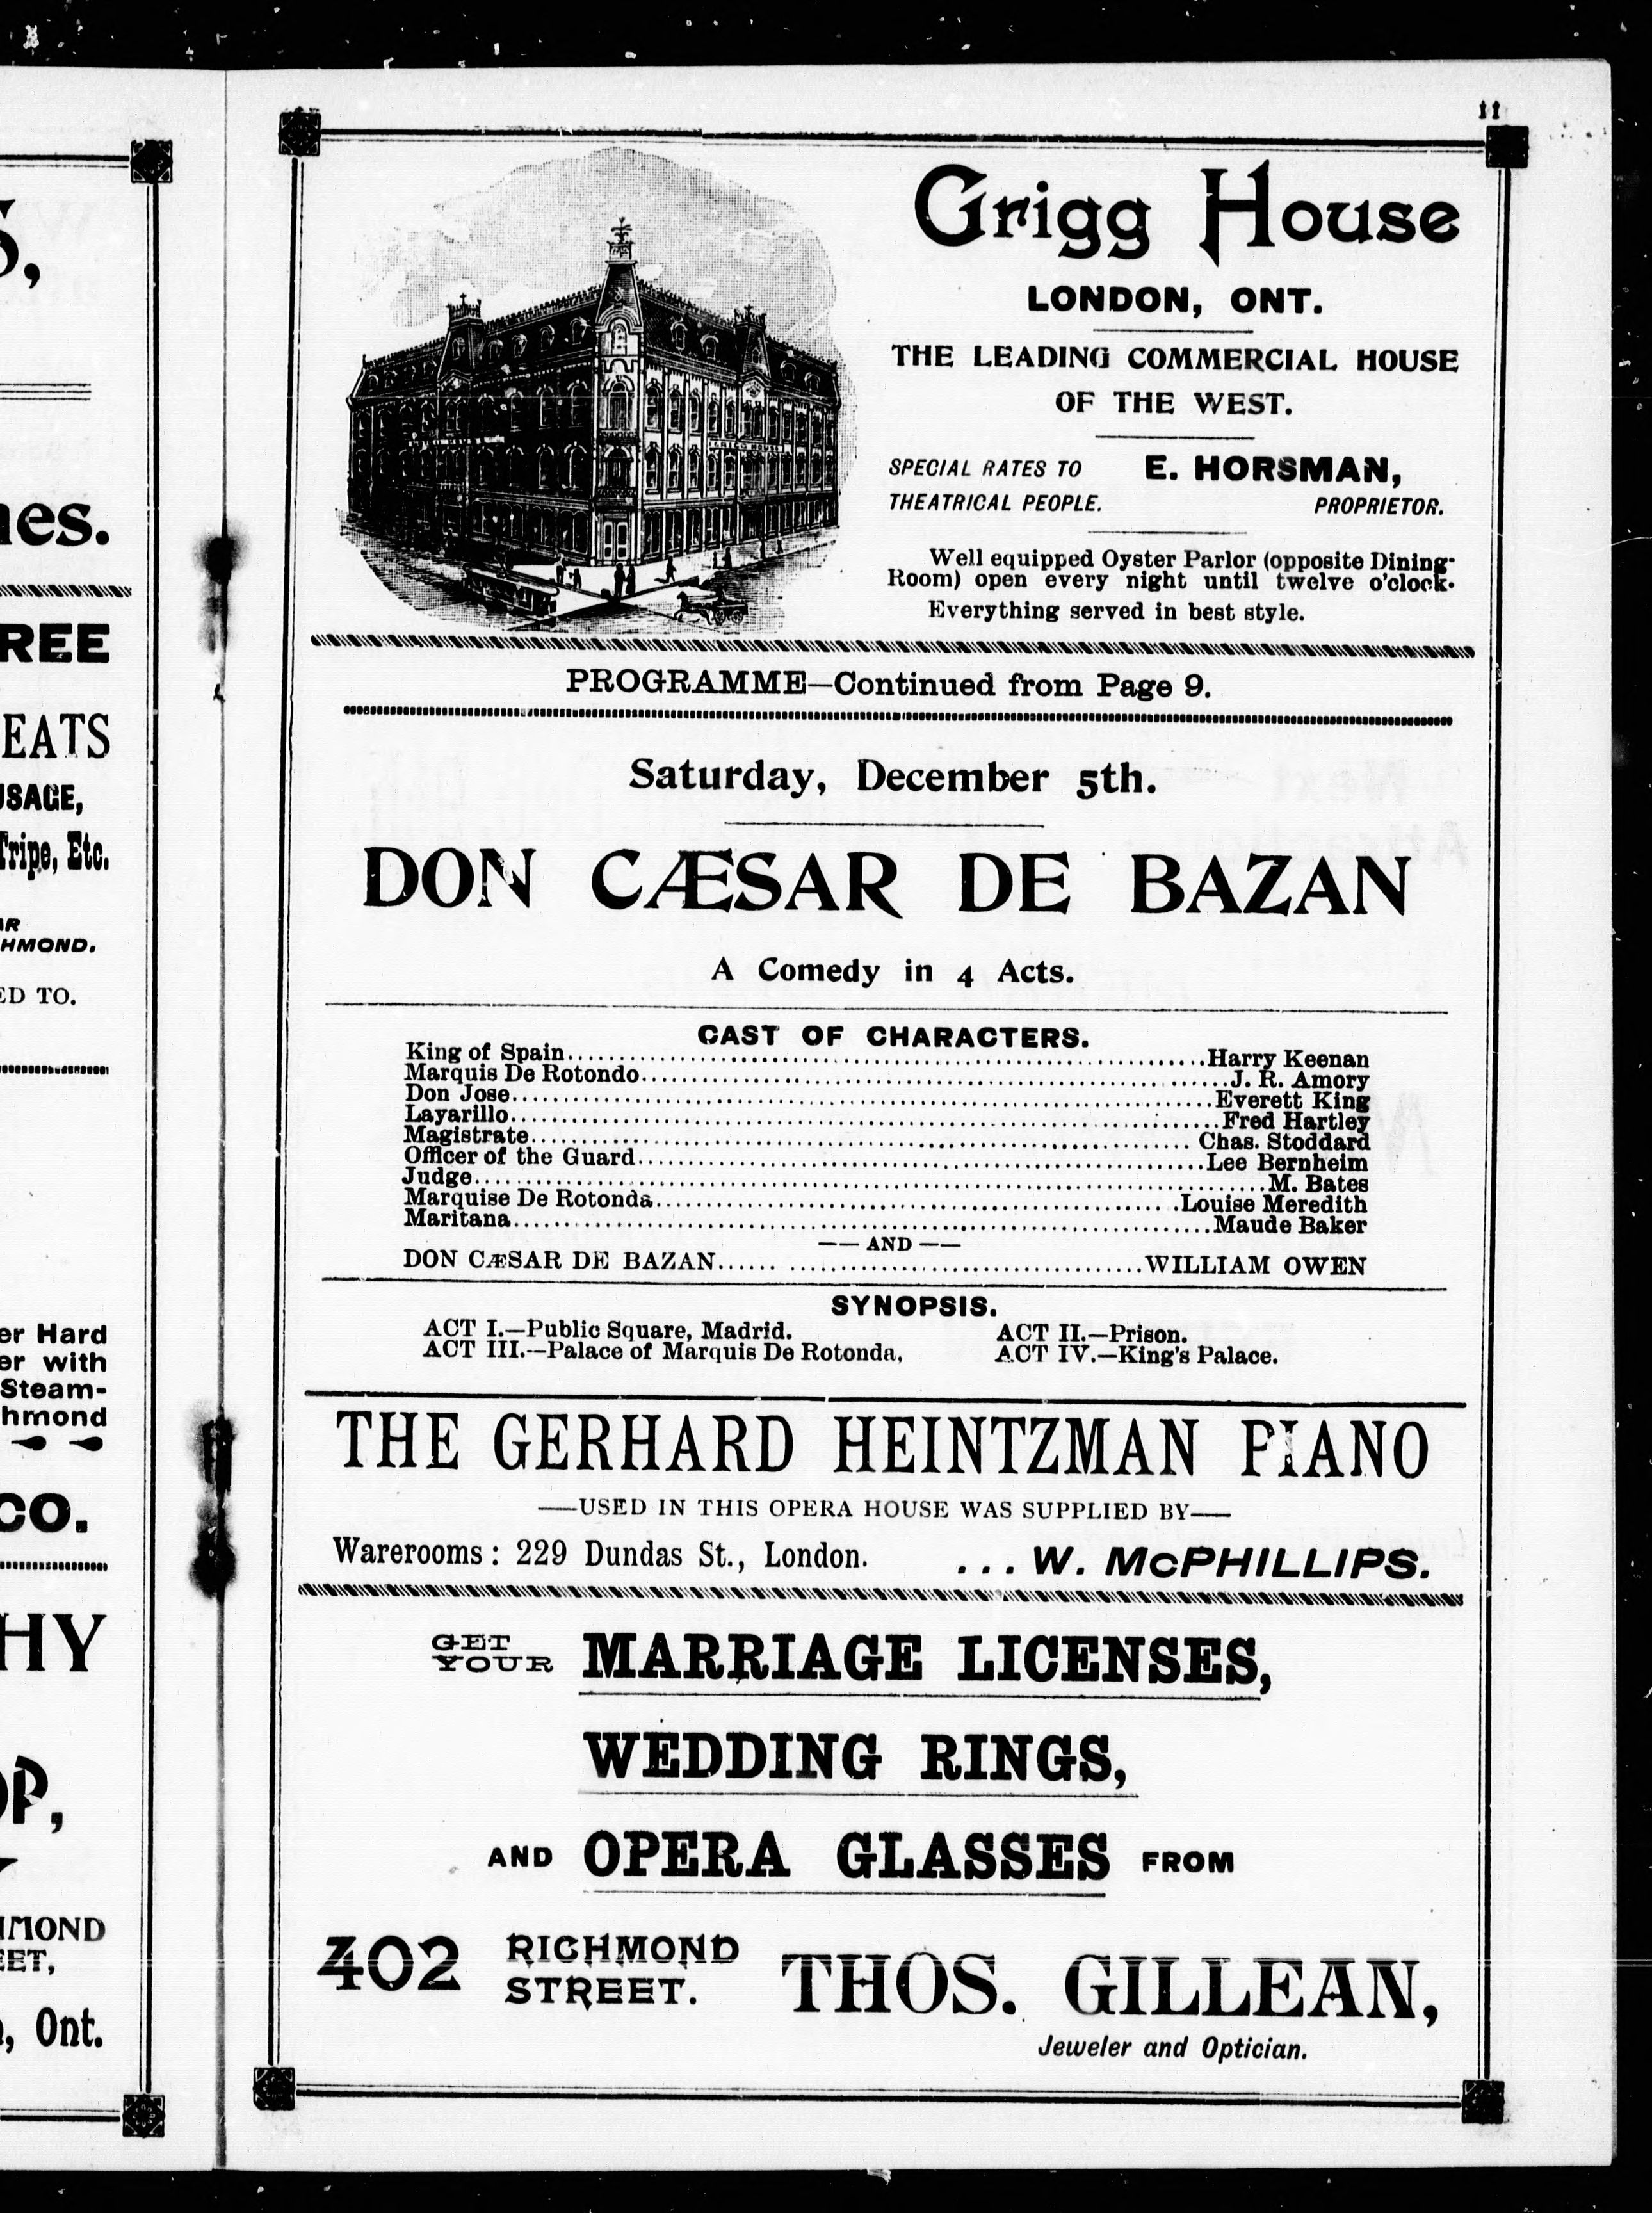 S,
nes.
REE
EATS
USAGE,
Tripe, Etc.
AR
HMOND.
ED TO.
er Hard
er with
Steam-
hmond
CO.
HY
OP,
HMOND
EET,
, Ont.
11
Grigg House
LONDON, ONT.
THE LEADING COMMERCIAL HOUSE
OF THE WEST.
SPECIAL RATES TO
THEATRICAL PEOPLE.
E. HORSMAN,
PROPRIETOR.
Well equipped Oyster Parlor (opposite Dining-
Room) open every night until twelve o'clock.
Everything served in best style.
GRIGG HOUSE
PROGRAMME—Continued from Page 9.
Saturday, December 5th.
DON CÆSAR DE BAZAN
A Comedy in 4 Acts.
CAST OF CHARACTERS.
King of Spain........Harry Keenan
Marquis De Rotondo........J. R. Amory
Don Jose........Everett King
Layarillo........Fred Hartley
Magistrate........Chas. Stoddard
Officer of the Guard........Lee Bernheim
Judge........M. Bates
Marquise De Rotonda........Louise Meredith
Maritana........Maude Baker
—— AND ——
DON CÆSAR DE BAZAN........WILLIAM OWEN
SYNOPSIS.
ACT I.—Public Square, Madrid. ACT II.—Prison.
ACT III.—Palace of Marquis De Rotonda, ACT IV.—King's Palace.
THE GERHARD HEINTZMAN PIANO
——USED IN THIS OPERA HOUSE WAS SUPPLIED BY——
Warerooms: 229 Dundas St., London. ... W. McPHILLIPS.
GET
YOUR
MARRIAGE LICENSES,
WEDDING RINGS,
AND OPERA GLASSES FROM
402 RICHMOND
STREET.
THOS. GILLEAN,
Jeweler and Optician.